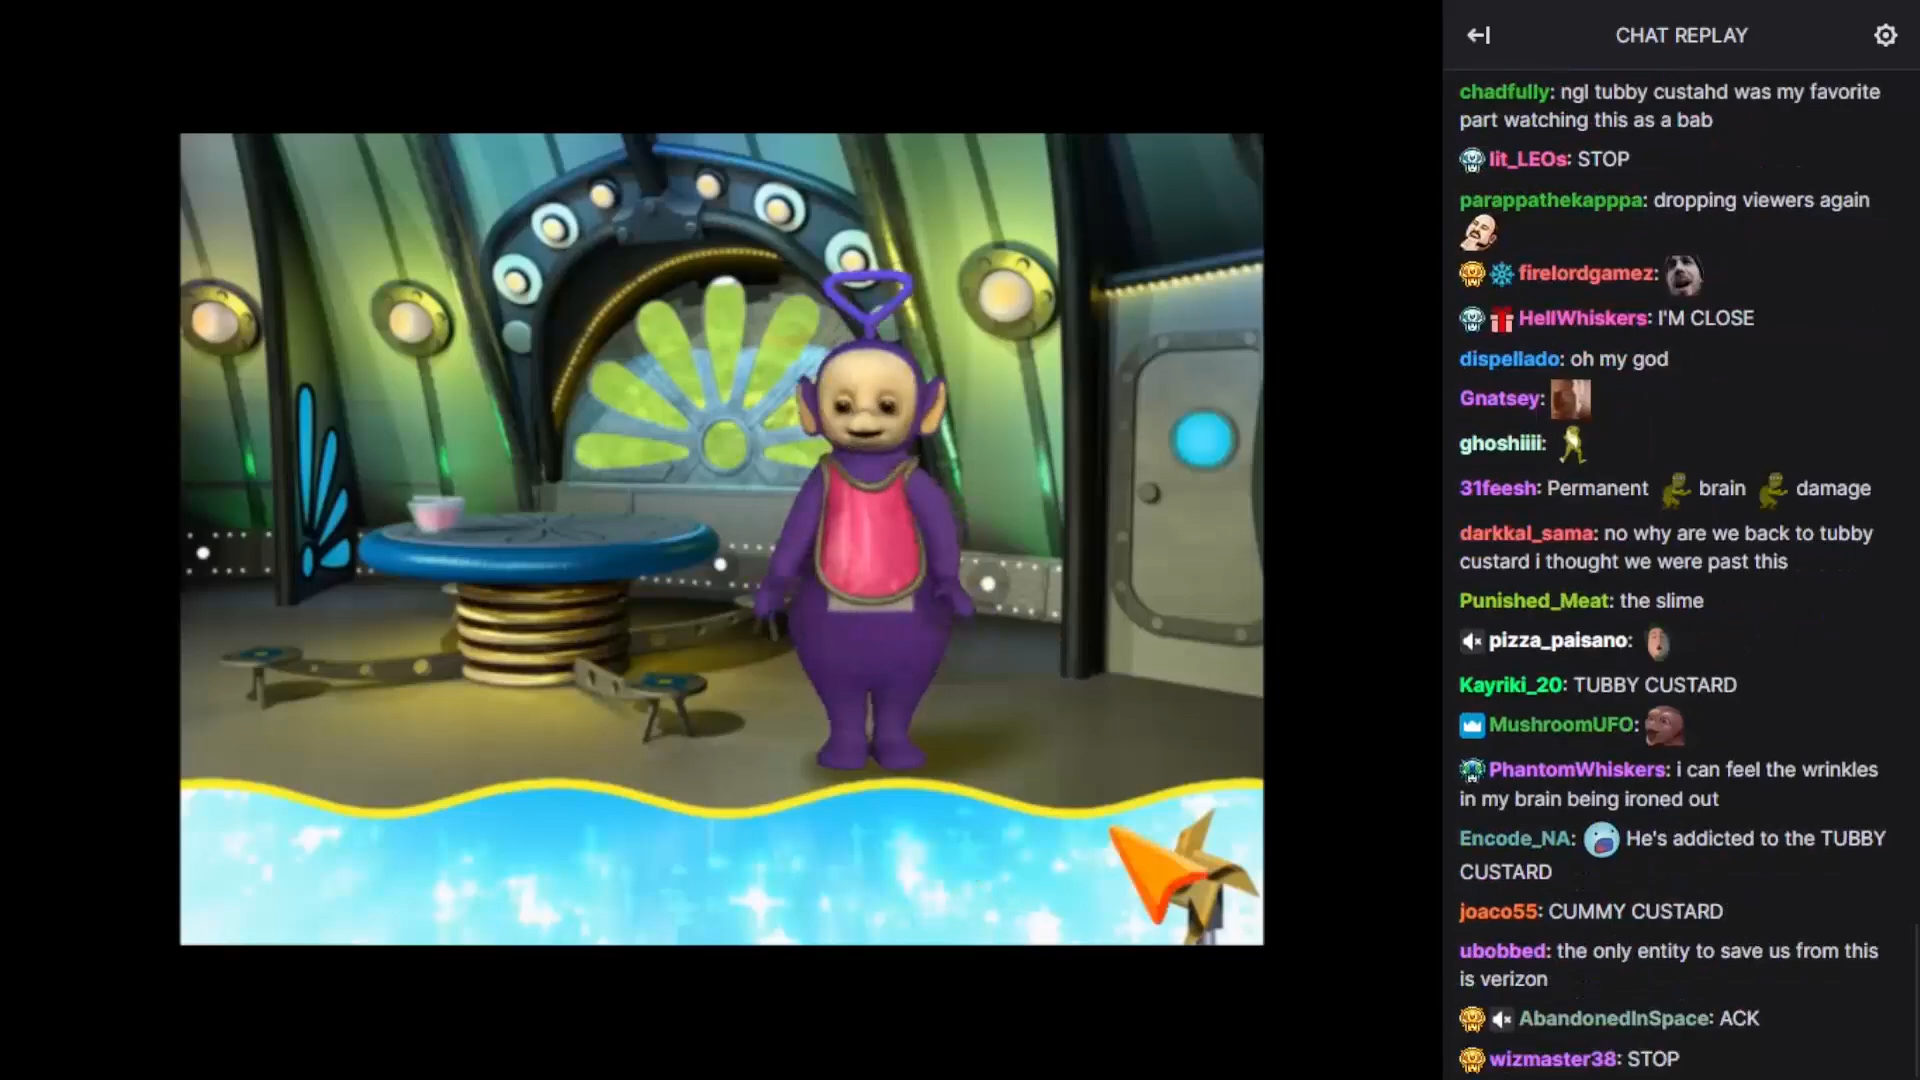 CHAT REPLAY
chadfully: ngl tubby custahd was my favorite
part watching this as a bab
lit_LEOs: STOP
parappathekapppa: dropping viewers again
firelordgamez:
HellWhiskers: I'M CLOSE
dispellado: oh my god
Gnatsey:
ghoshiiii:
31feesh: Permanent brain damage
darkkal_sama: no why are we back to tubby
custard i thought we were past this
Punished_Meat: the slime
pizza_paisano:
Kayriki_20: TUBBY CUSTARD
MushroomUFO:
PhantomWhiskers: i can feel the wrinkles
in my brain being ironed out
Encode_NA: He's addicted to the TUBBY
CUSTARD
joaco55: CUMMY CUSTARD
ubobbed: the only entity to save us from this
is verizon
AbandonedInSpace: ACK
wizmaster38: STOP